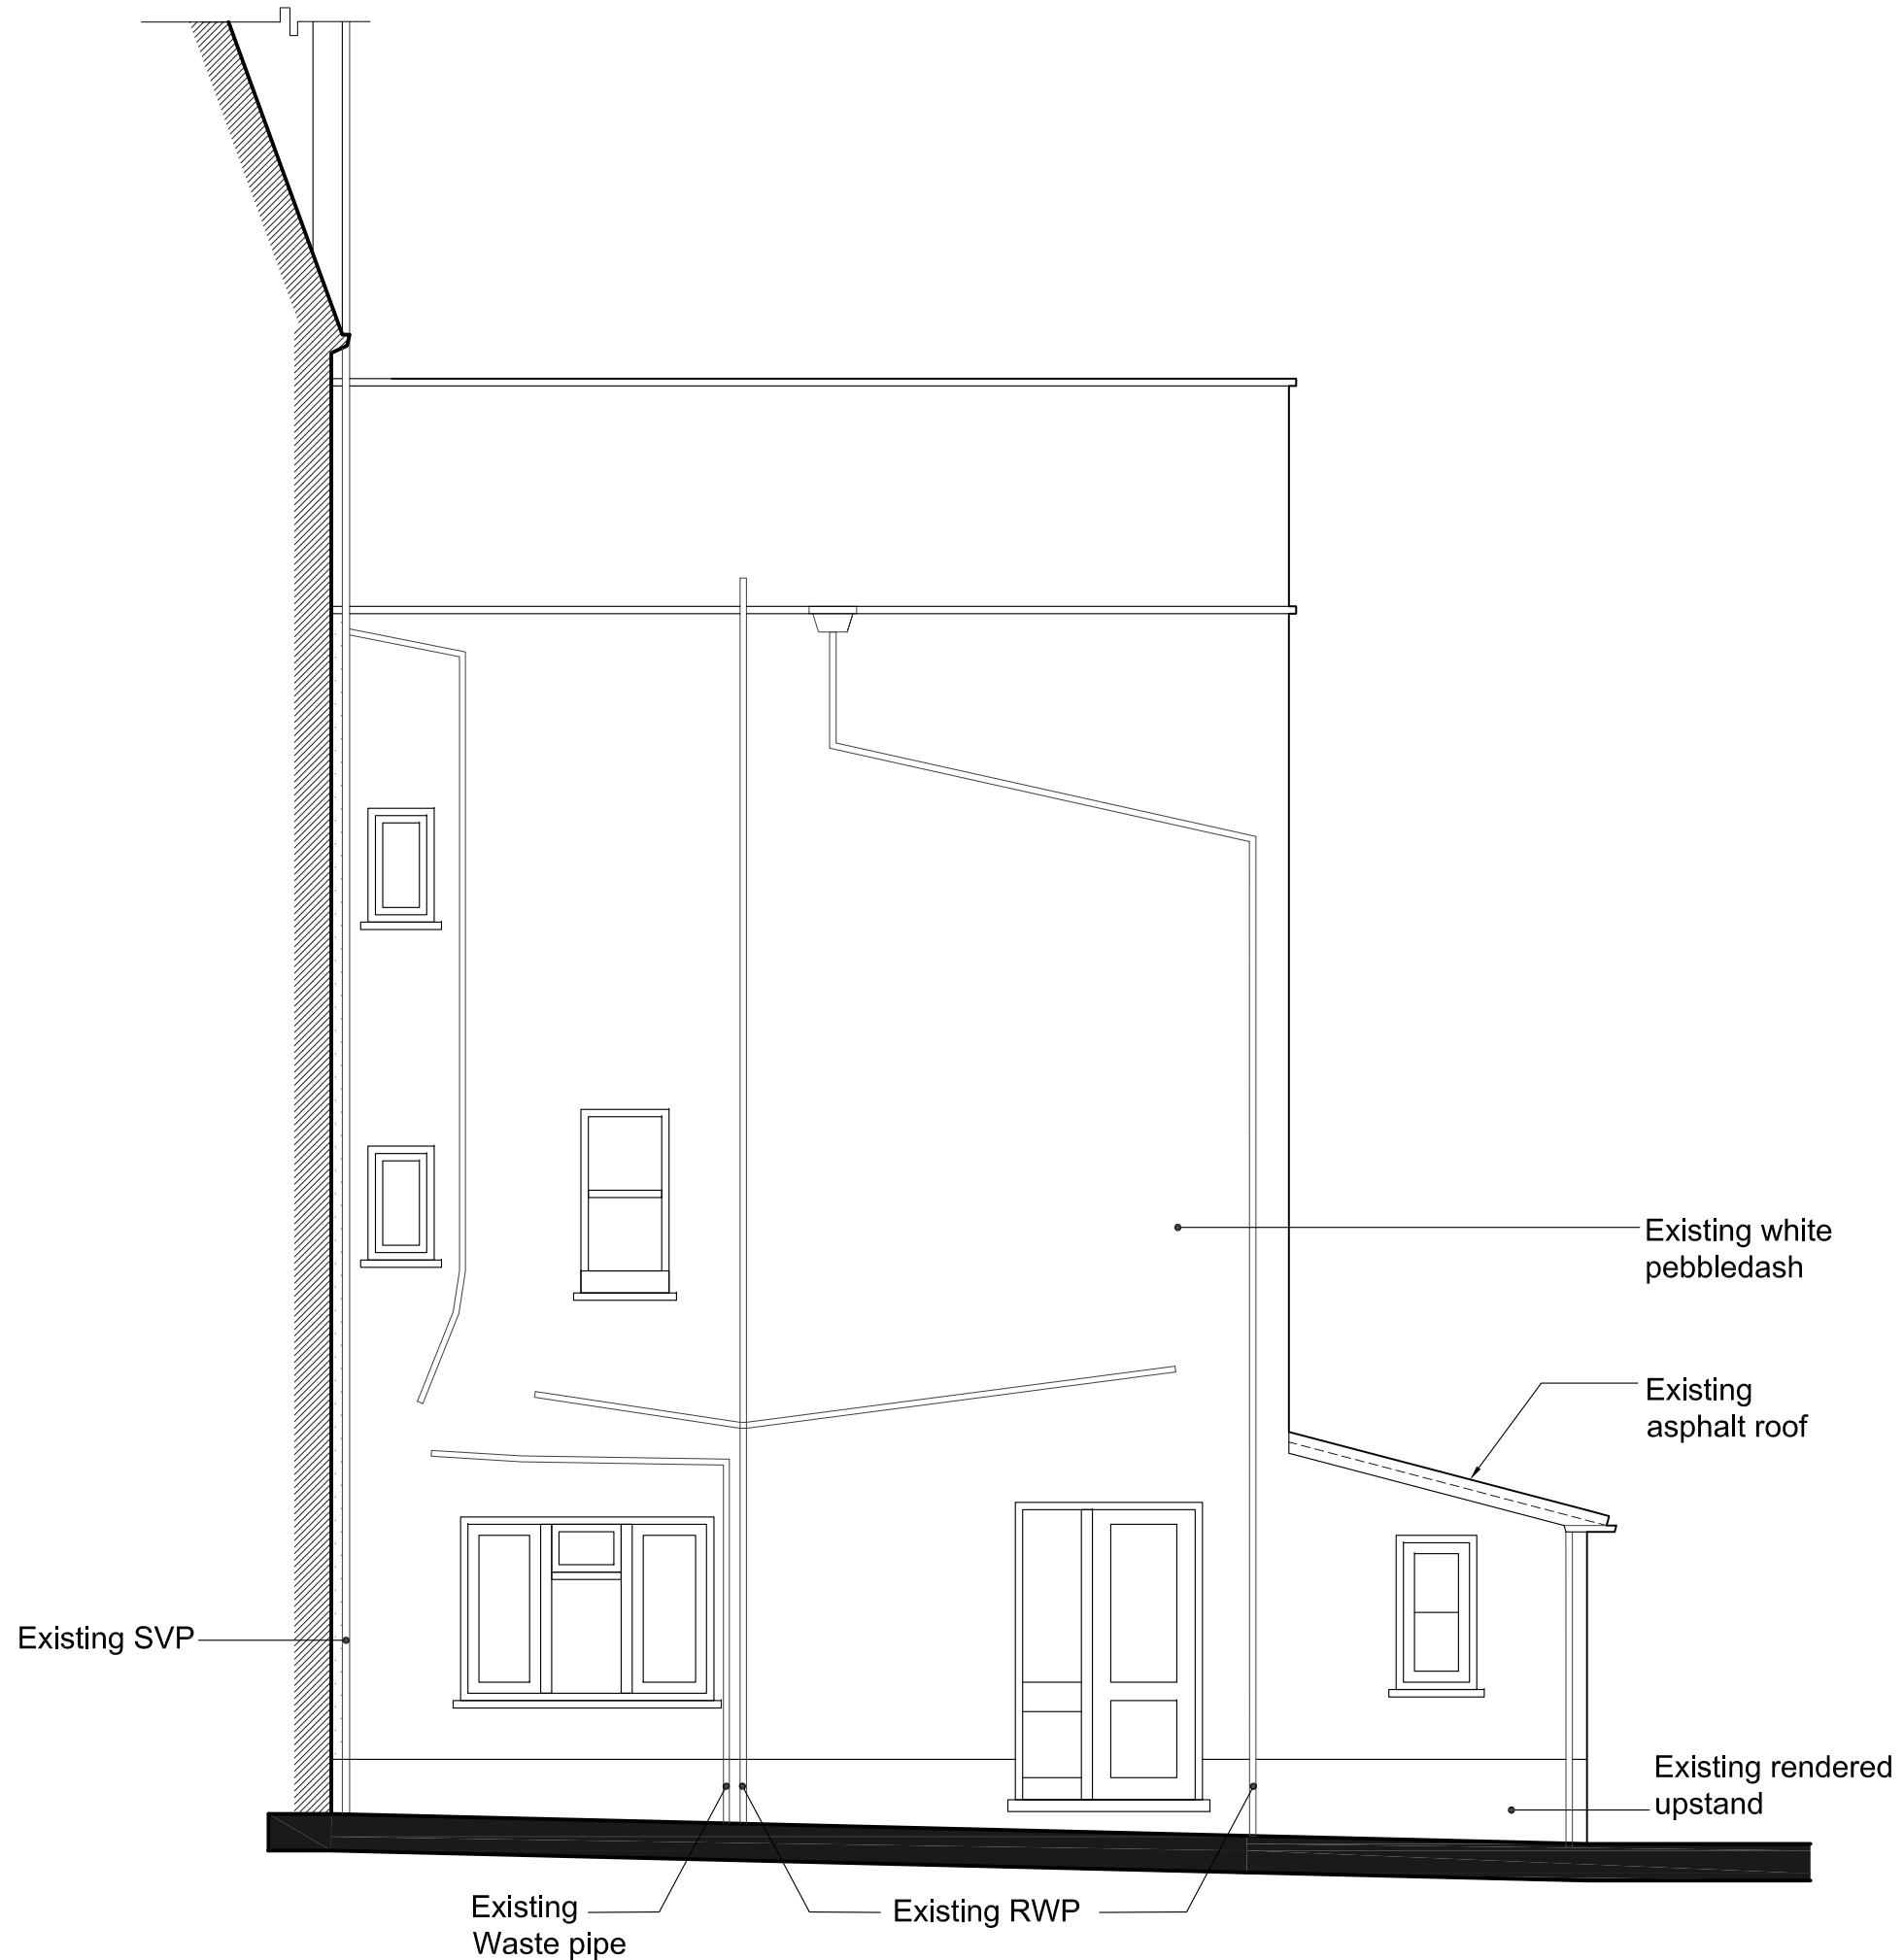 Existing white
pebbledash
Existing
asphalt roof
Existing SVP
Existing rendered
upstand
Existing
Waste pipe
Existing RWP